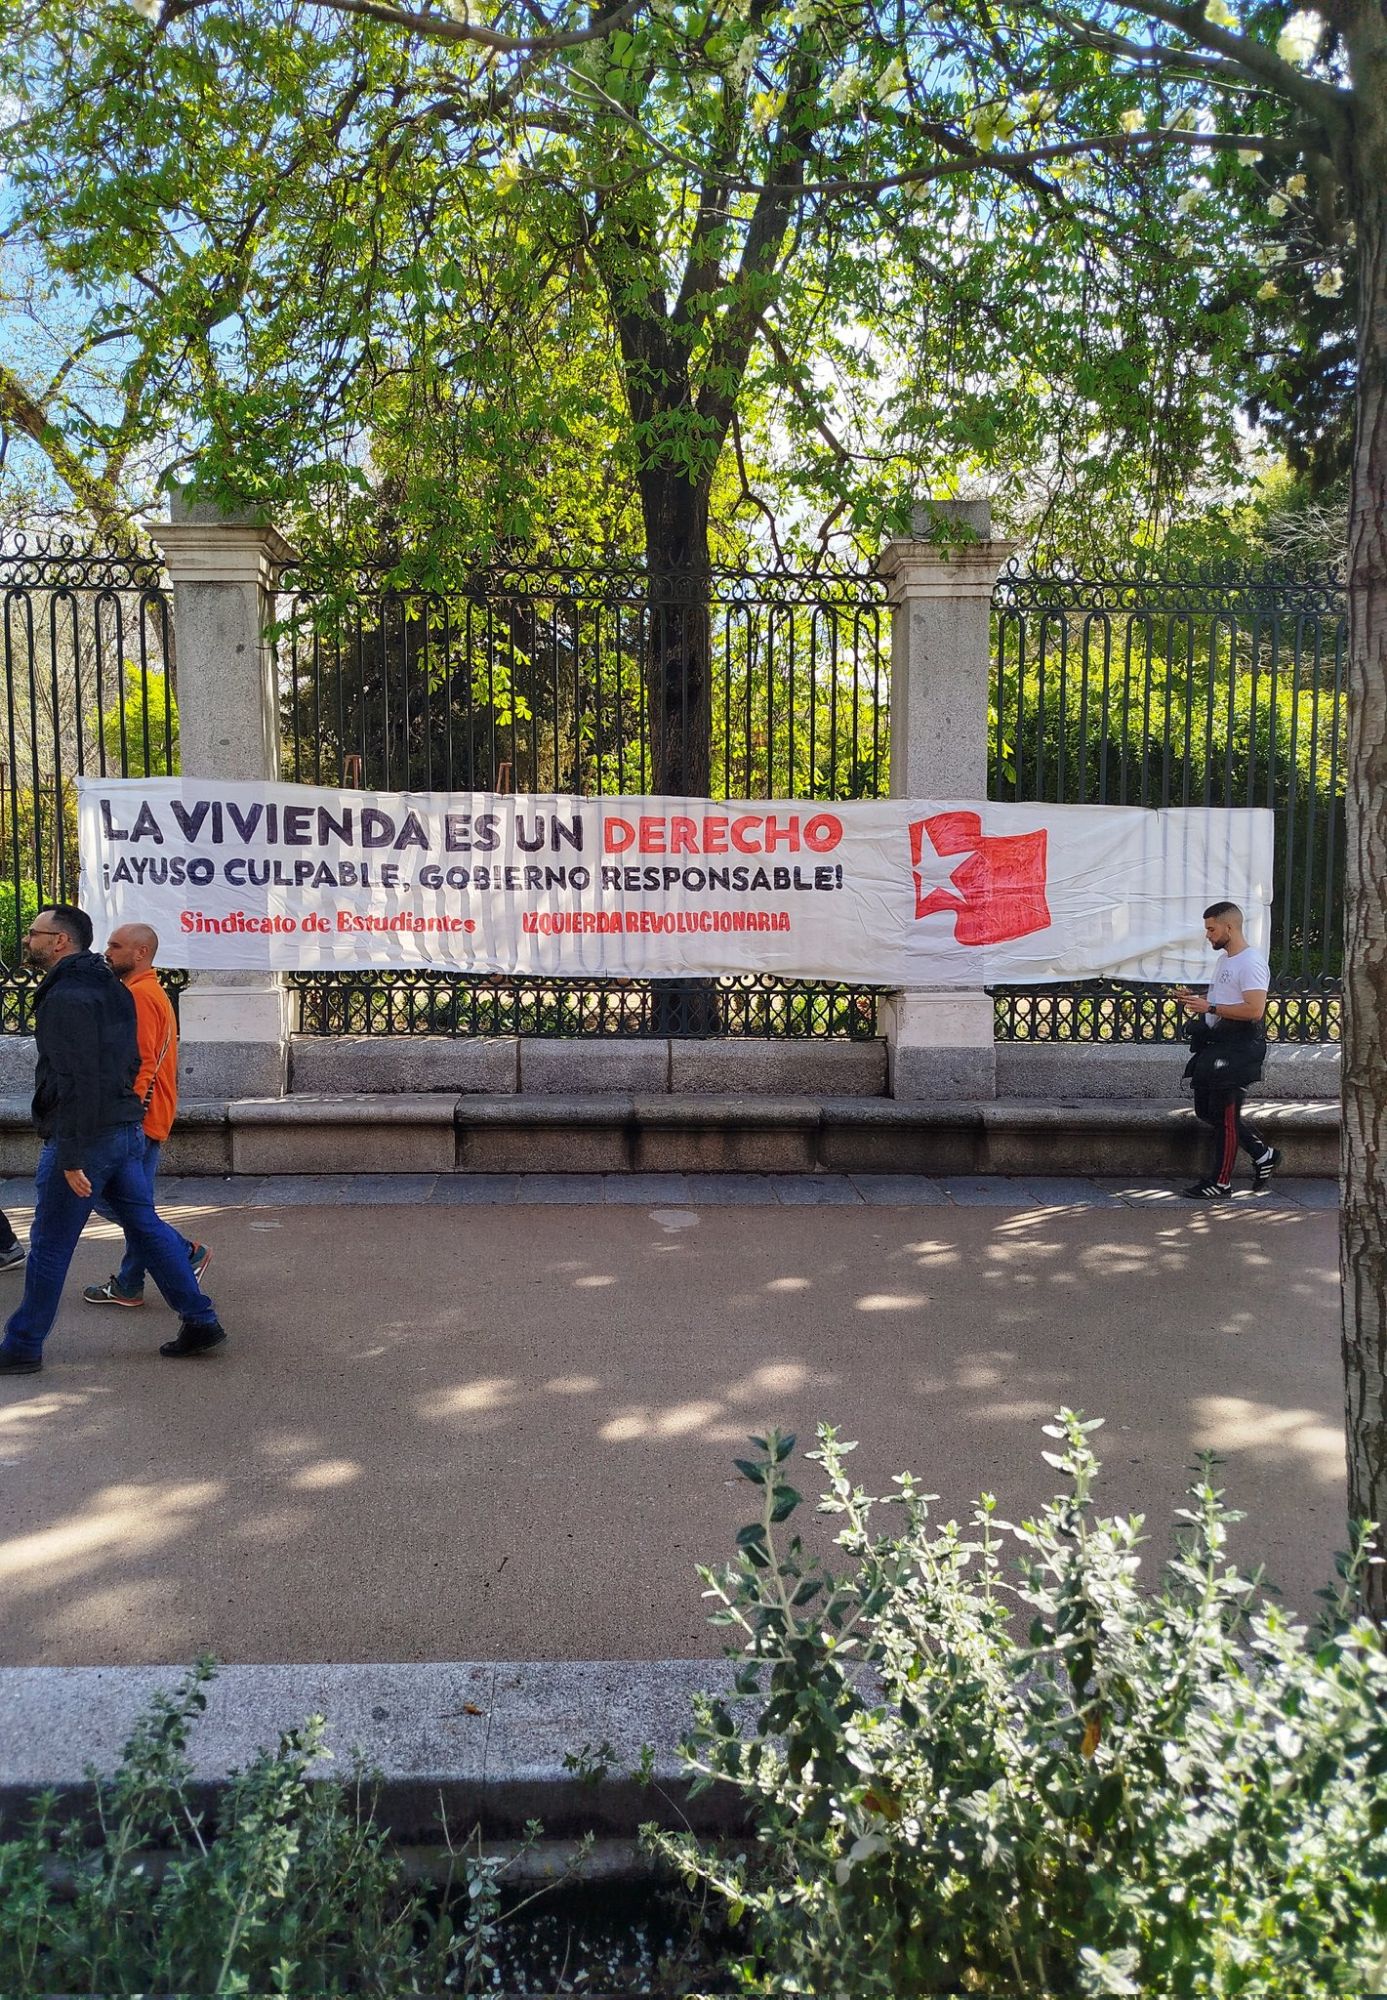 LA VIVIENDA ES UN DERECHO
¡AYUSO CULPABLE, GOBIERNO RESPONSABLE!
Sindicato de Estudiantes IZQUIERDA REVOLUCIONARIA